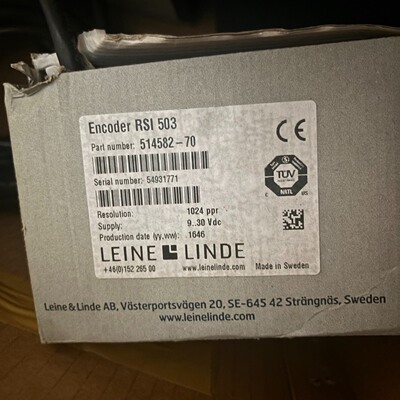 Encoder RSI 503
Part number: 514582-70
Serial number: 54931771
Resolution: 1024 ppr
Supply: 9..30 Vdc
Production date (yy,ww): 1646
LEINE LINDE
+46(0)152 265 00 www.leinelinde.com Made in Sweden
CE
TÜV
NRTL
C US
Leine & Linde AB, Västerportsvägen 20, SE-645 42 Strängnäs, Sweden
www.leinelinde.com